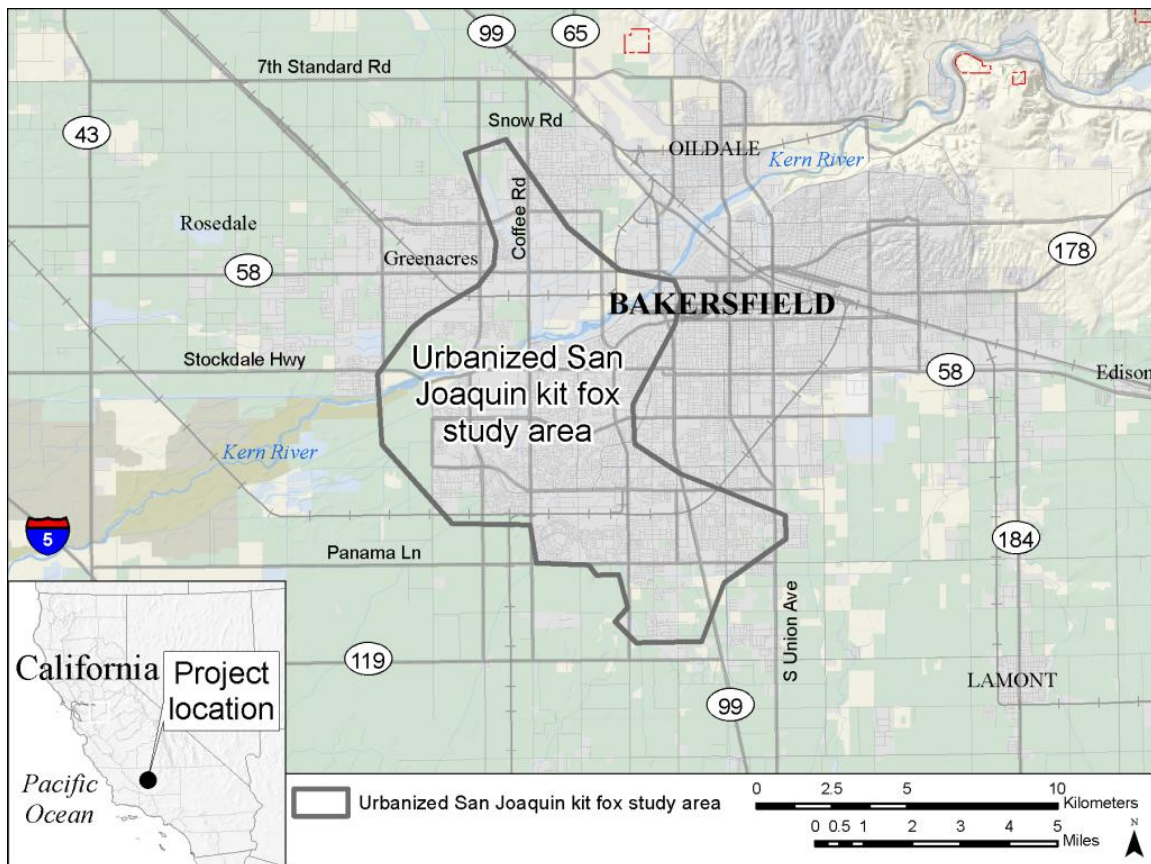 99
65
7th Standard Rd
43
Snow Rd
OILDALE
Kern River
Coffee Rd
Rosedale
Greenacres
58
178
BAKERSFIELD
Stockdale Hwy
Urbanized San
Joaquin kit fox
study area
58
Edison
Kern River
5
Panama Ln
184
S Union Ave
119
99
LAMONT
California
Project
location
Pacific
Ocean
Urbanized San Joaquin kit fox study area
0 2.5 5 10
Kilometers
0 0.5 1 2 3 4 5
Miles
N